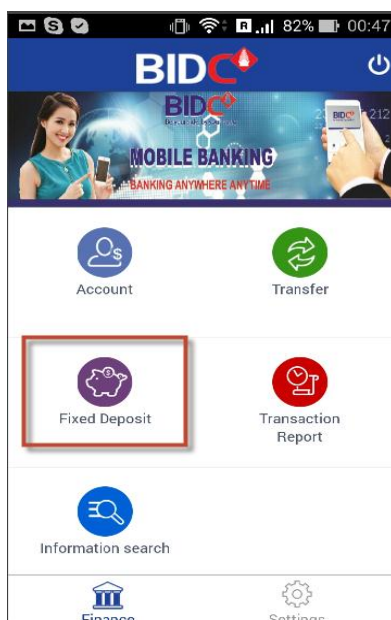 R 82% 00:47
BIDC
BIDC
MOBILE BANKING
BANKING ANYWHERE ANYTIME
BIDC
Account
Transfer
Fixed Deposit
Transaction
Report
Information search
Finance
Settings